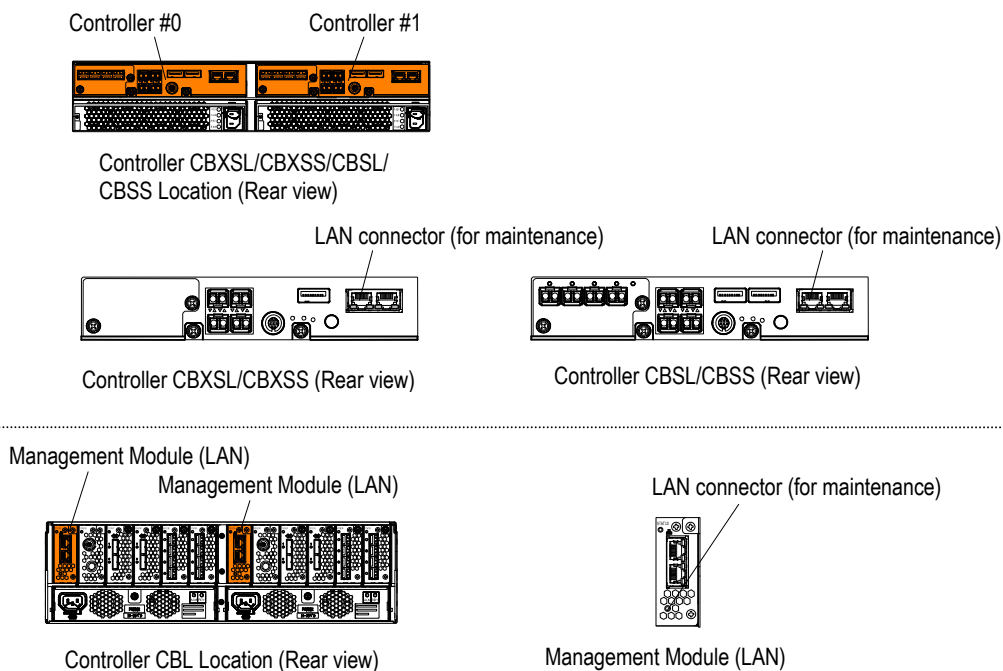 Controller #0
Controller #1
Controller CBXSL/CBXSS/CBSL/
CBSS Location (Rear view)
LAN connector (for maintenance)
LAN connector (for maintenance)
Controller CBXSL/CBXSS (Rear view)
Controller CBSL/CBSS (Rear view)
Management Module (LAN)
Management Module (LAN)
LAN connector (for maintenance)
Controller CBL Location (Rear view)
Management Module (LAN)